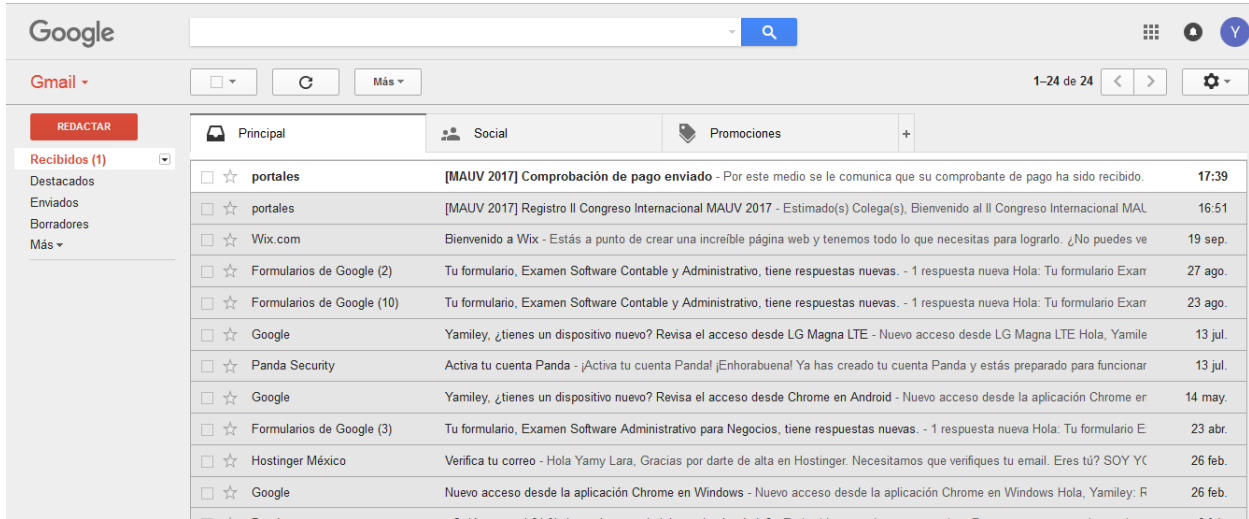 Google
Y
Gmail
Más
1–24 de 24
REDACTAR
Principal
Social
Promociones
+
Recibidos (1)
Destacados
Enviados
Borradores
Más
portales [MAUV 2017] Comprobación de pago enviado - Por este medio se le comunica que su comprobante de pago ha sido recibido. 17:39
portales [MAUV 2017] Registro II Congreso Internacional MAUV 2017 - Estimado(s) Colega(s), Bienvenido al II Congreso Internacional 16:51
Wix.com Bienvenido a Wix - Estás a punto de crear una increíble página web y tenemos todo lo que necesitas para lograrlo. ¿No puedes ve 19 sep.
Formularios de Google (2) Tu formulario, Examen Software Contable y Administrativo, tiene respuestas nuevas. - 1 respuesta nueva Hola: Tu formulario 27 ago.
Formularios de Google (10) Tu formulario, Examen Software Contable y Administrativo, tiene respuestas nuevas. - 1 respuesta nueva Hola: Tu formulario 23 ago.
Google Yamiley, ¿tienes un dispositivo nuevo? Revisa el acceso desde LG Magna LTE - Nuevo acceso desde LG Magna LTE Hola, Yamile 13 jul.
Panda Security Activa tu cuenta Panda - ¡Activa tu cuenta Panda! ¡Enhorabuena! Ya has creado tu cuenta Panda y estás preparado para funcionar 13 jul.
Google Yamiley, ¿tienes un dispositivo nuevo? Revisa el acceso desde Chrome en Android - Nuevo acceso desde la aplicación Chrome er 14 may.
Formularios de Google (3) Tu formulario, Examen Software Administrativo para Negocios, tiene respuestas nuevas. - 1 respuesta nueva Hola: Tu formulario E 23 abr.
Hostinger México Verifica tu correo - Hola Yamy Lara, Gracias por darte de alta en Hostinger. Necesitamos que verifiques tu email. Eres tú? SOY 26 feb.
Google Nuevo acceso desde la aplicación Chrome en Windows - Nuevo acceso desde la aplicación Chrome en Windows Hola, Yamiley: 26 feb.